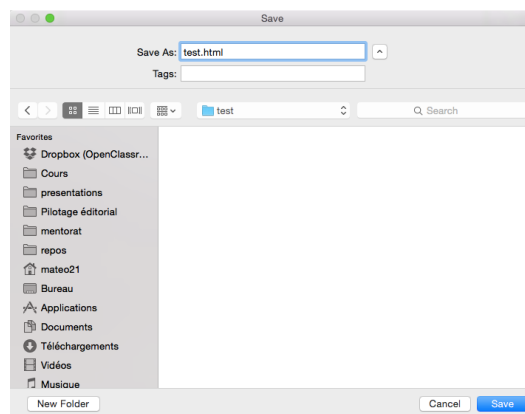 Save
Save As: test.html
Tags:
test
Search
Favorites
Dropbox (OpenClassr...
Cours
presentations
Pilotage éditorial
mentorat
repos
mateo21
Bureau
Applications
Documents
Téléchargements
Vidéos
Musique
New Folder
Cancel
Save